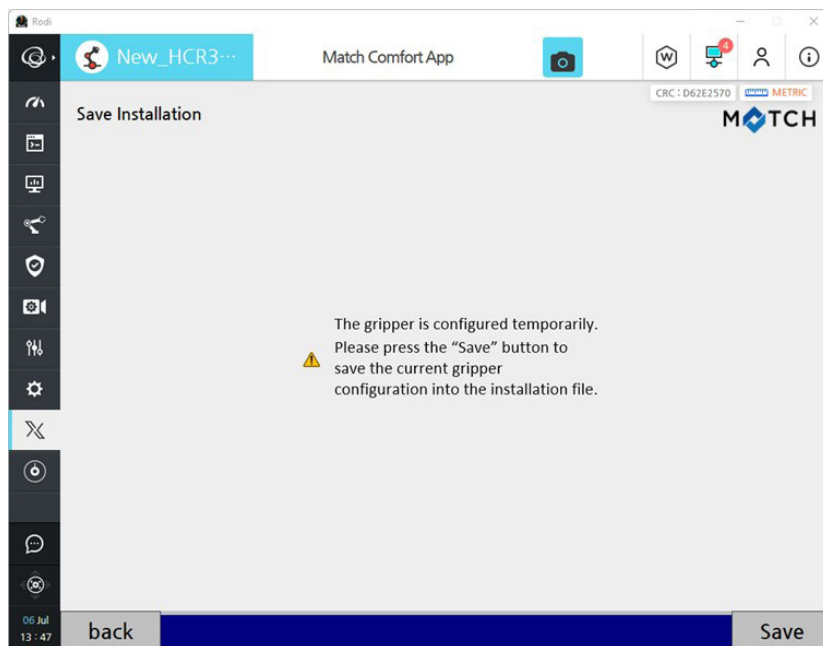 Rodi
New_HCR3…
Match Comfort App
W
4
CRC : D62E2570
METRIC
Save Installation
MATCH
The gripper is configured temporarily.
Please press the “Save” button to
save the current gripper
configuration into the installation file.
06 Jul
13 : 47
back
Save